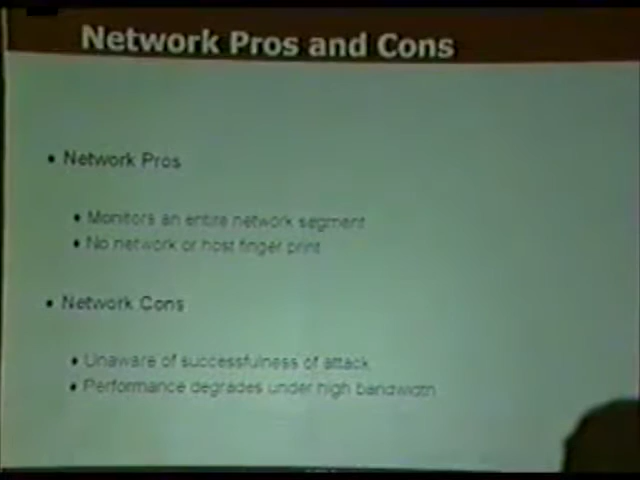 Network Pros and Cons
• Network Pros
• Monitors an entire network segment
• No network or host finger print
• Network Cons
• Unaware of successfulness of attack
• Performance degrades under high bandwidth